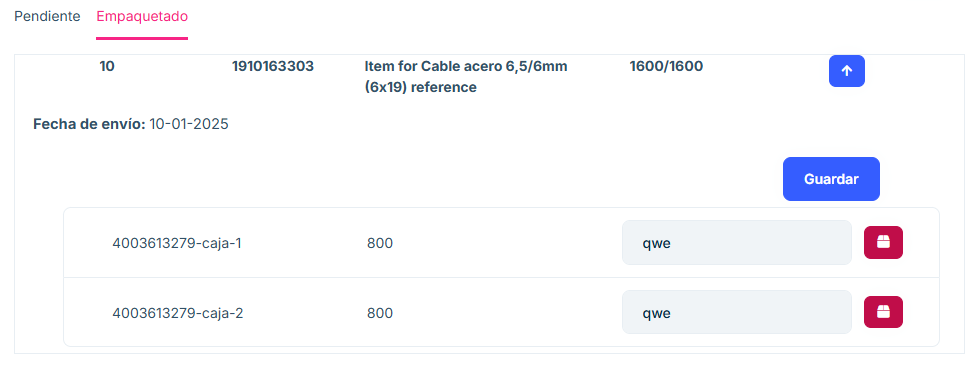 Pendiente Empaquetado
10 1910163303 Item for Cable acero 6,5/6mm 1600/1600
(6x19) reference
Fecha de envío: 10-01-2025
Guardar
4003613279-caja-1 800 qwe
4003613279-caja-2 800 qwe